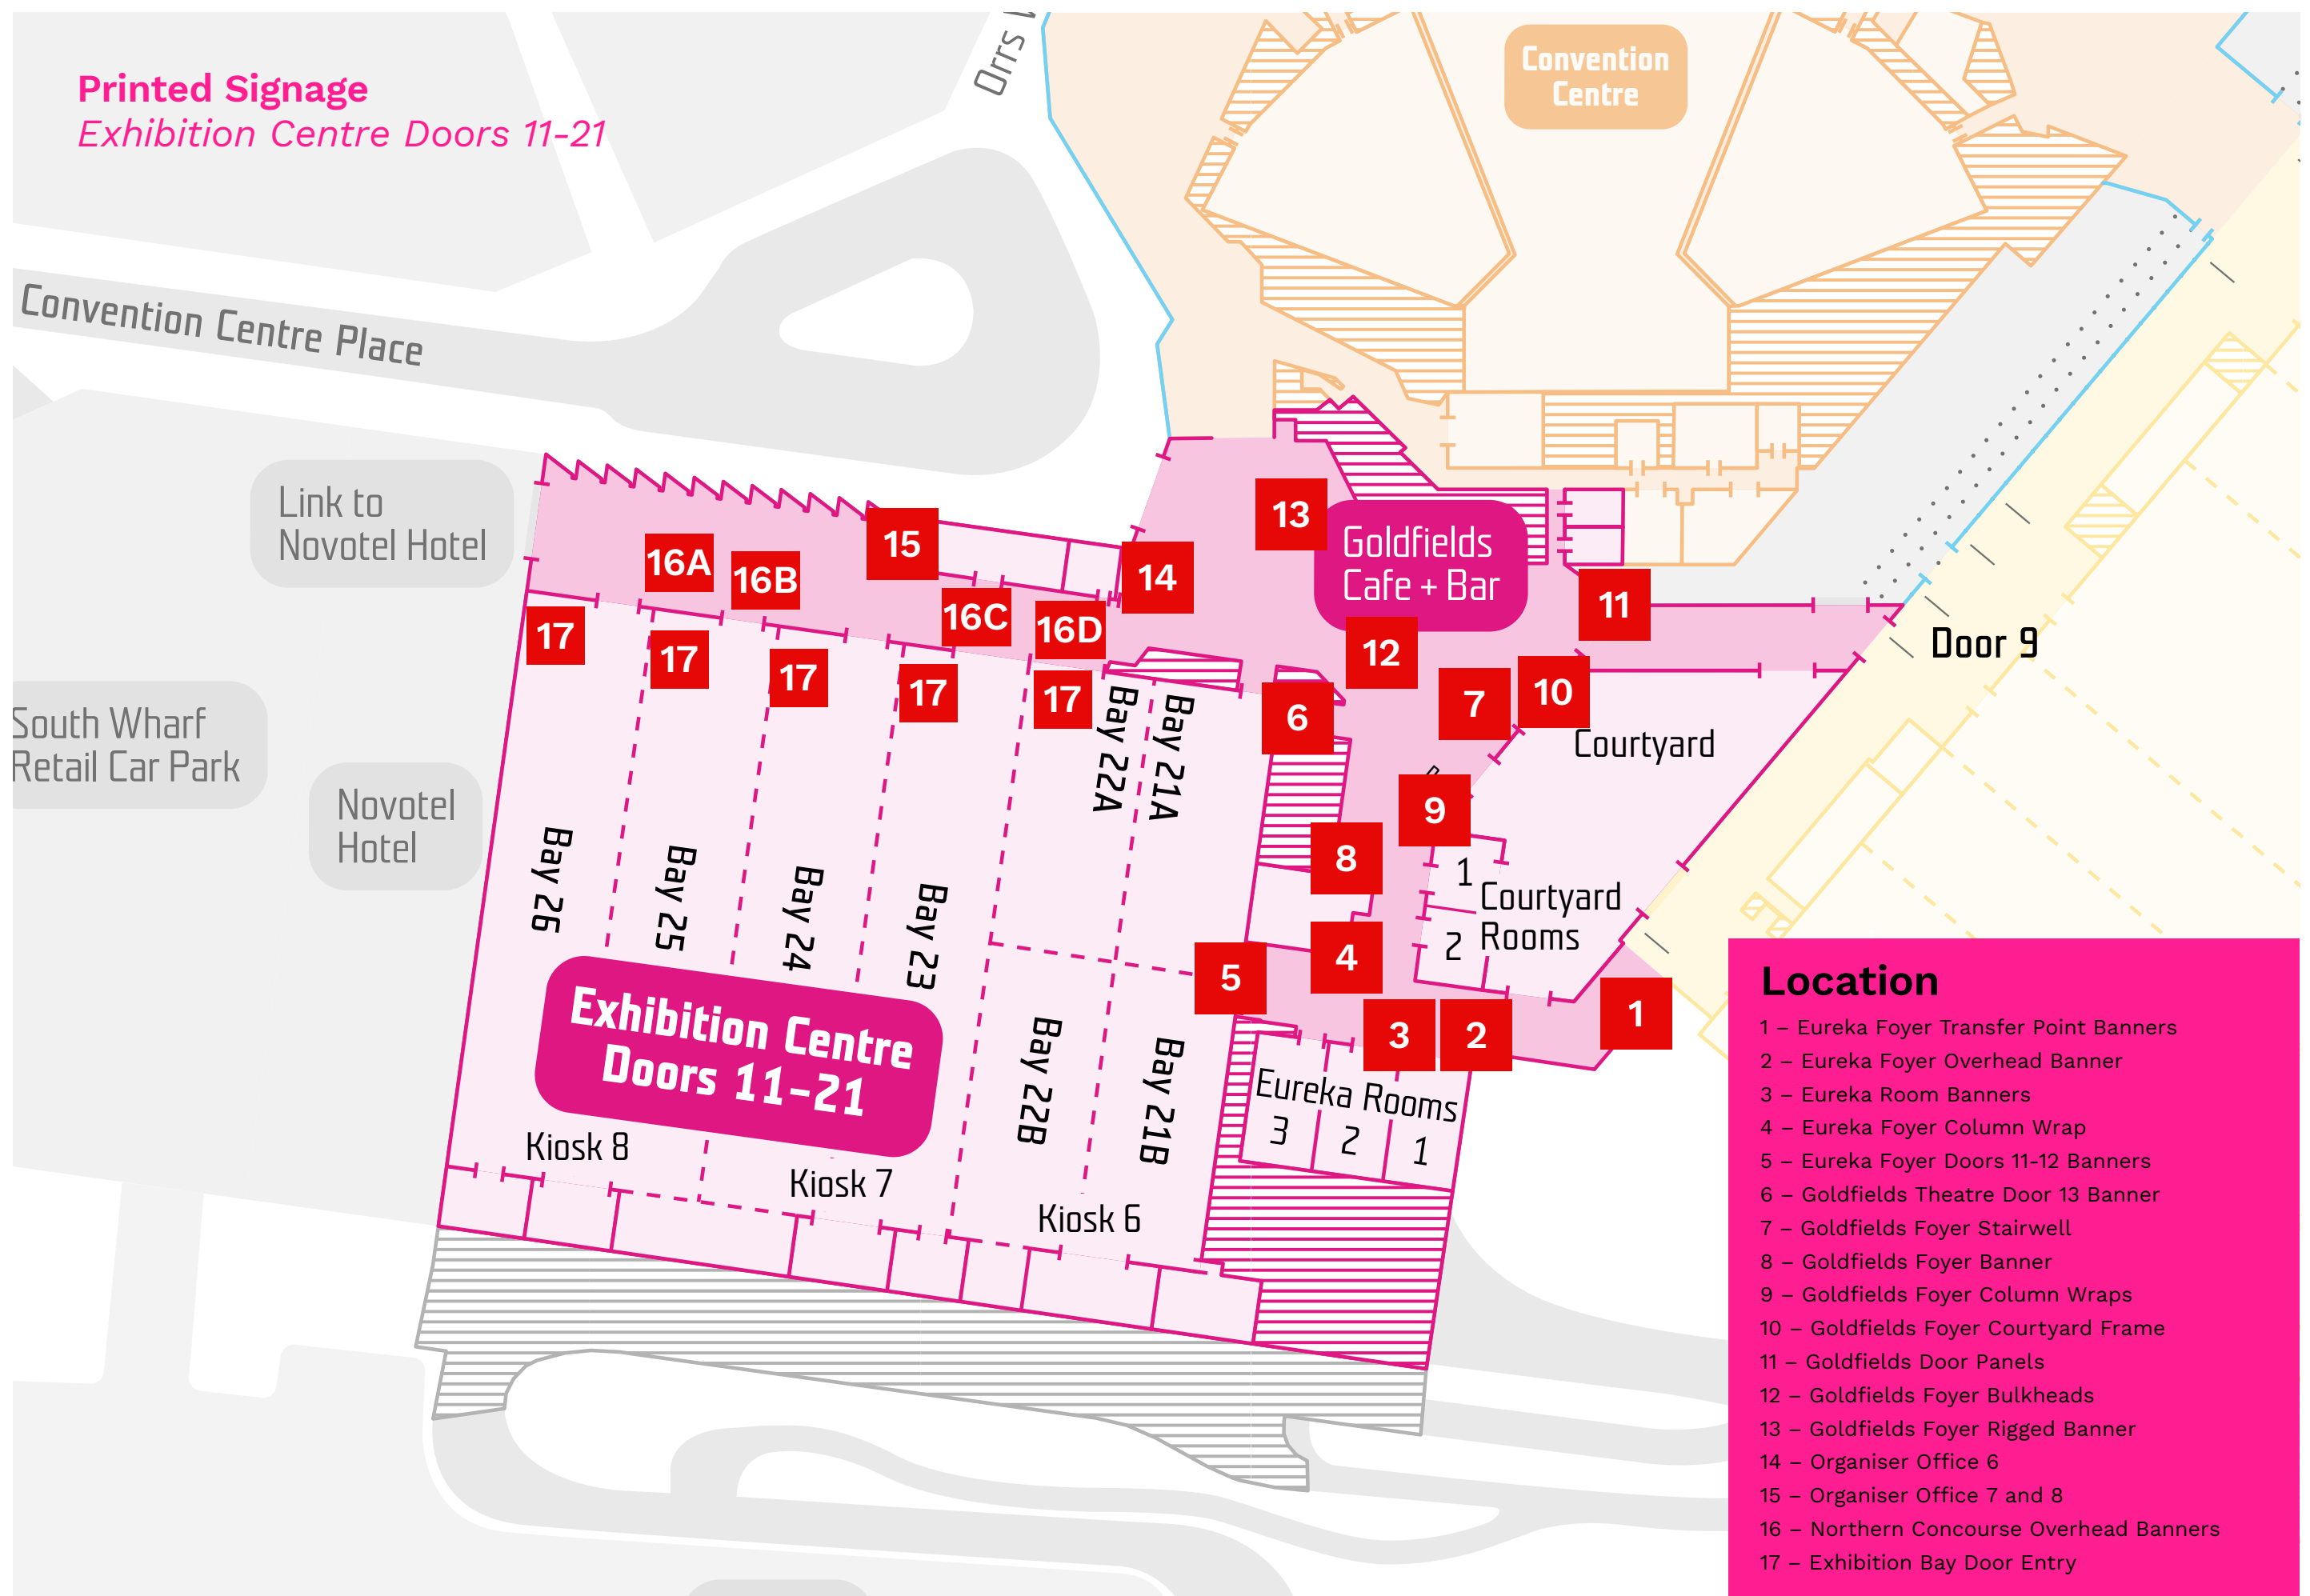 Printed Signage
Exhibition Centre Doors 11-21
Orrs
Convention
Centre
Convention Centre Place
Link to
Novotel Hotel
South Wharf
Retail Car Park
Novotel
Hotel
13
Goldfields
Cafe + Bar
15
16A
16B
14
16C
16D
11
12
Door 9
17
17
17
17
17
6
7
10
Courtyard
Bay 22A
Bay 21A
9
8
1
Courtyard
Rooms
2
Bay 26
Bay 25
Bay 24
Bay 23
4
5
3
2
1
Exhibition Centre
Doors 11-21
Bay 22B
Bay 21B
Eureka Rooms
3
2
1
Kiosk 8
Kiosk 7
Kiosk 6
Location
1 – Eureka Foyer Transfer Point Banners
2 – Eureka Foyer Overhead Banner
3 – Eureka Room Banners
4 – Eureka Foyer Column Wrap
5 – Eureka Foyer Doors 11-12 Banners
6 – Goldfields Theatre Door 13 Banner
7 – Goldfields Foyer Stairwell
8 – Goldfields Foyer Banner
9 – Goldfields Foyer Column Wraps
10 – Goldfields Foyer Courtyard Frame
11 – Goldfields Door Panels
12 – Goldfields Foyer Bulkheads
13 – Goldfields Foyer Rigged Banner
14 – Organiser Office 6
15 – Organiser Office 7 and 8
16 – Northern Concourse Overhead Banners
17 – Exhibition Bay Door Entry